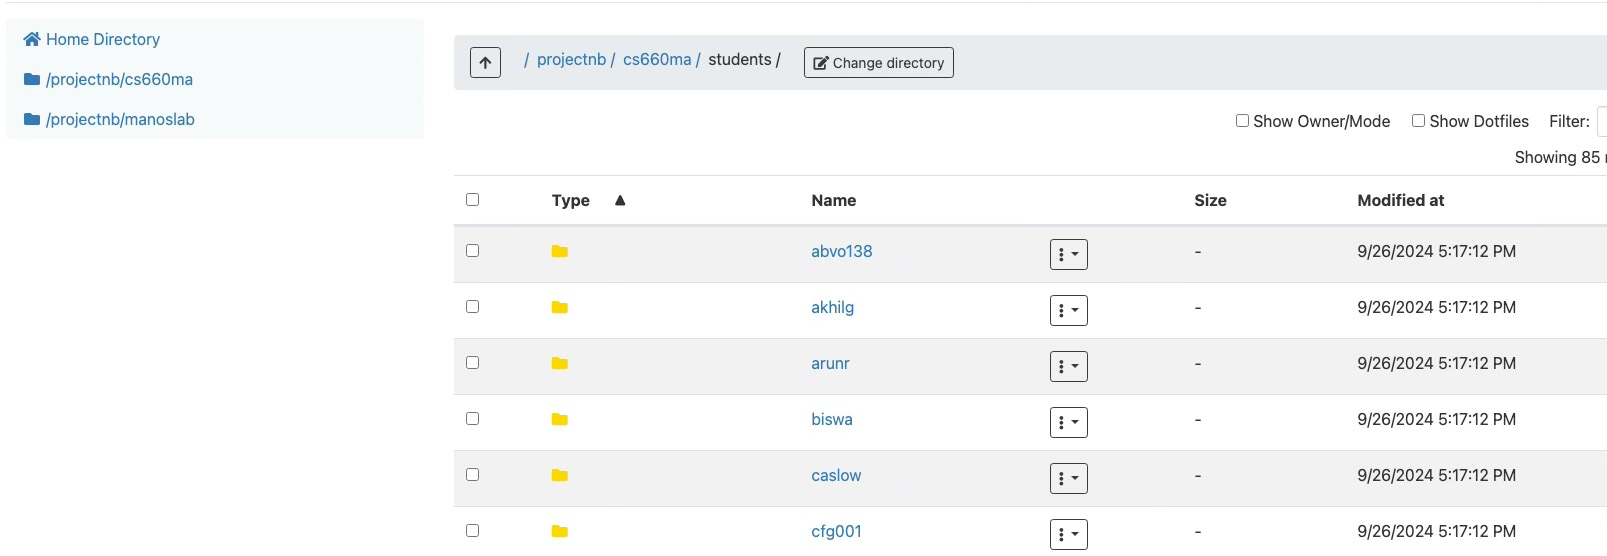 Home Directory
/projectnb/cs660ma
/projectnb/manoslab
/ projectnb / cs660ma / students / Change directory
Show Owner/Mode Show Dotfiles Filter:
Showing 85
Type Name Size Modified at
abvo138 - 9/26/2024 5:17:12 PM
akhilg - 9/26/2024 5:17:12 PM
arunr - 9/26/2024 5:17:12 PM
biswa - 9/26/2024 5:17:12 PM
caslow - 9/26/2024 5:17:12 PM
cfg001 - 9/26/2024 5:17:12 PM